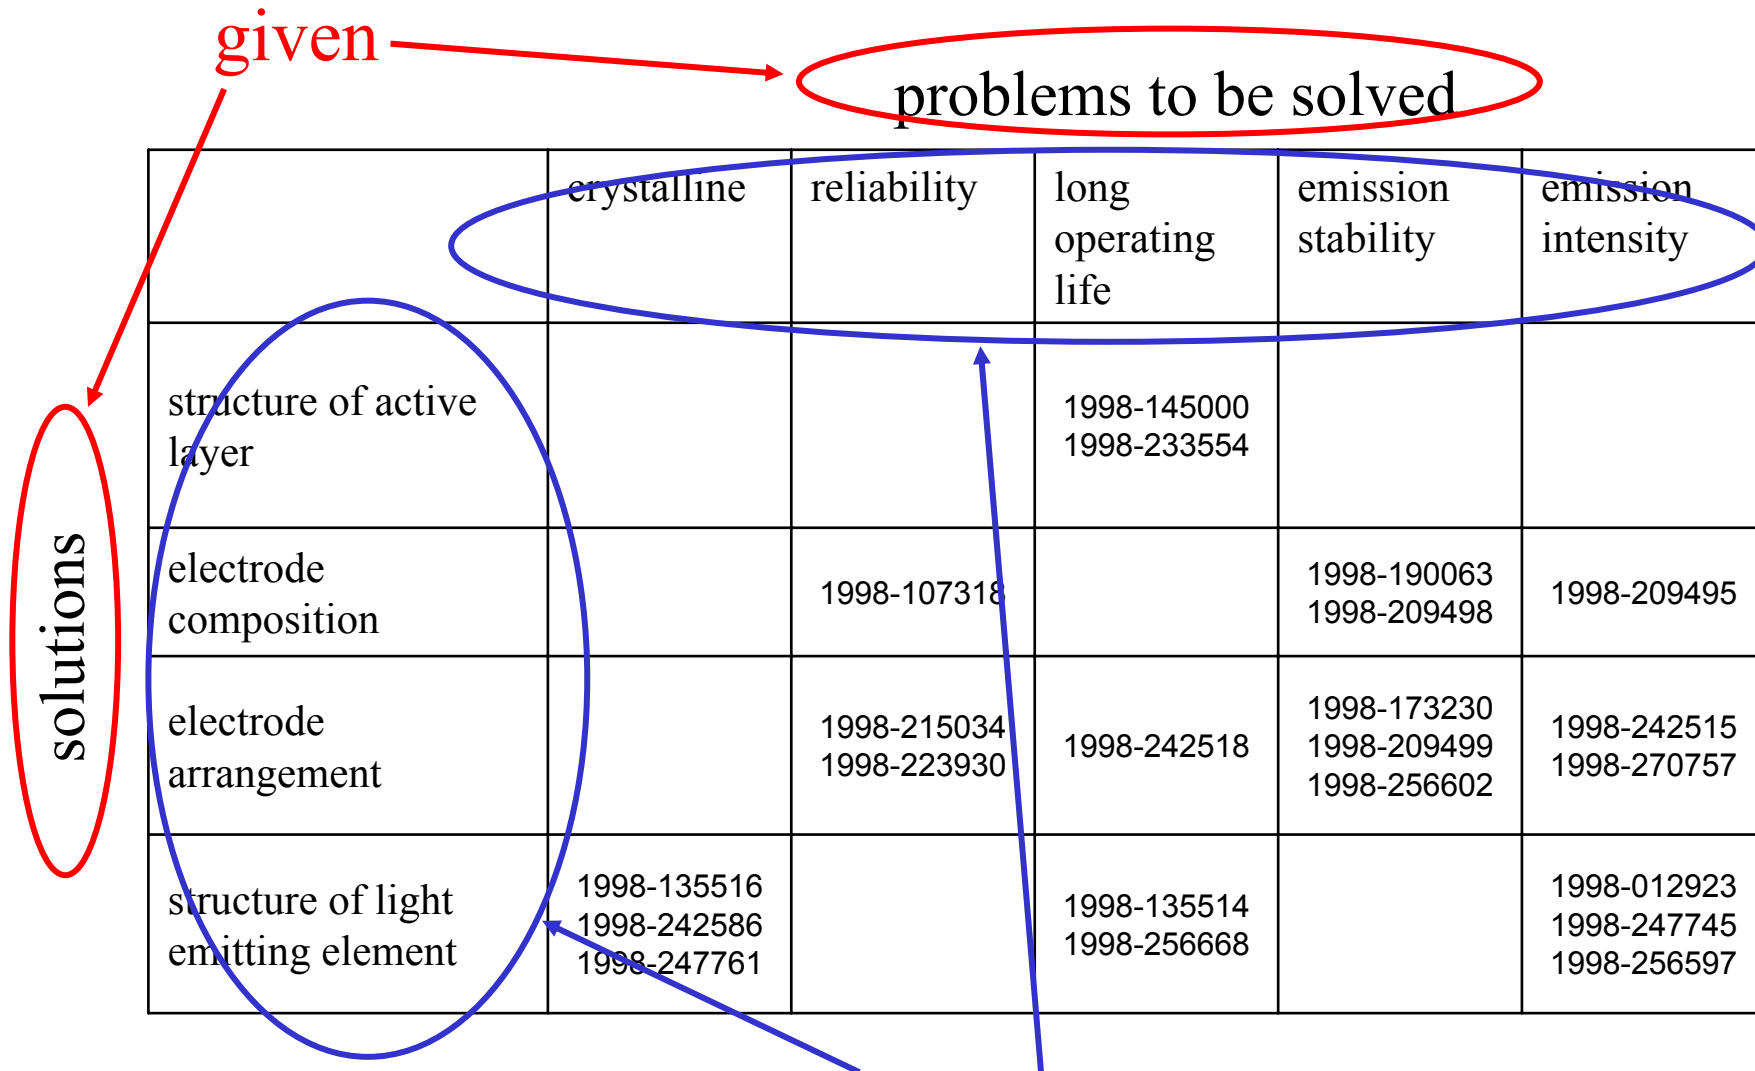 given
problems to be solved
crystalline
reliability
long
operating
life
emission
stability
emission
intensity
solutions
structure of active
layer
1998-145000
1998-233554
electrode
composition
1998-107318
1998-190063
1998-209498
1998-209495
electrode
arrangement
1998-215034
1998-223930
1998-242518
1998-173230
1998-209499
1998-256602
1998-242515
1998-270757
structure of light
emitting element
1998-135516
1998-242586
1998-247761
1998-135514
1998-256668
1998-012923
1998-247745
1998-256597